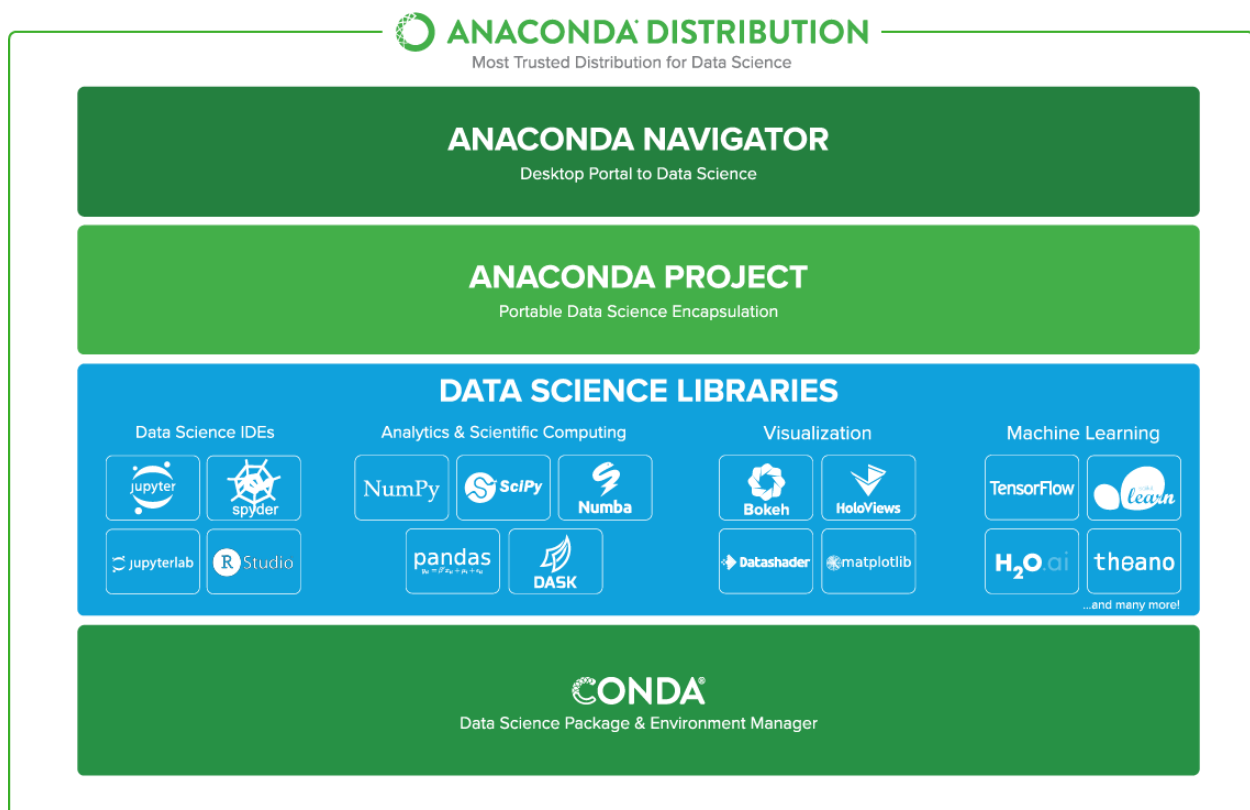 ANACONDA® DISTRIBUTION
Most Trusted Distribution for Data Science
ANACONDA NAVIGATOR
Desktop Portal to Data Science
ANACONDA PROJECT
Portable Data Science Encapsulation
DATA SCIENCE LIBRARIES
Data Science IDEs
jupyter
spyder
jupyterlab
R Studio
Analytics & Scientific Computing
NumPy
SciPy
Numba
pandas
DASK
Visualization
Bokeh
HoloViews
Datashader
matplotlib
Machine Learning
TensorFlow
scikit
learn
H₂O.ai
theano
...and many more!
CONDA®
Data Science Package & Environment Manager